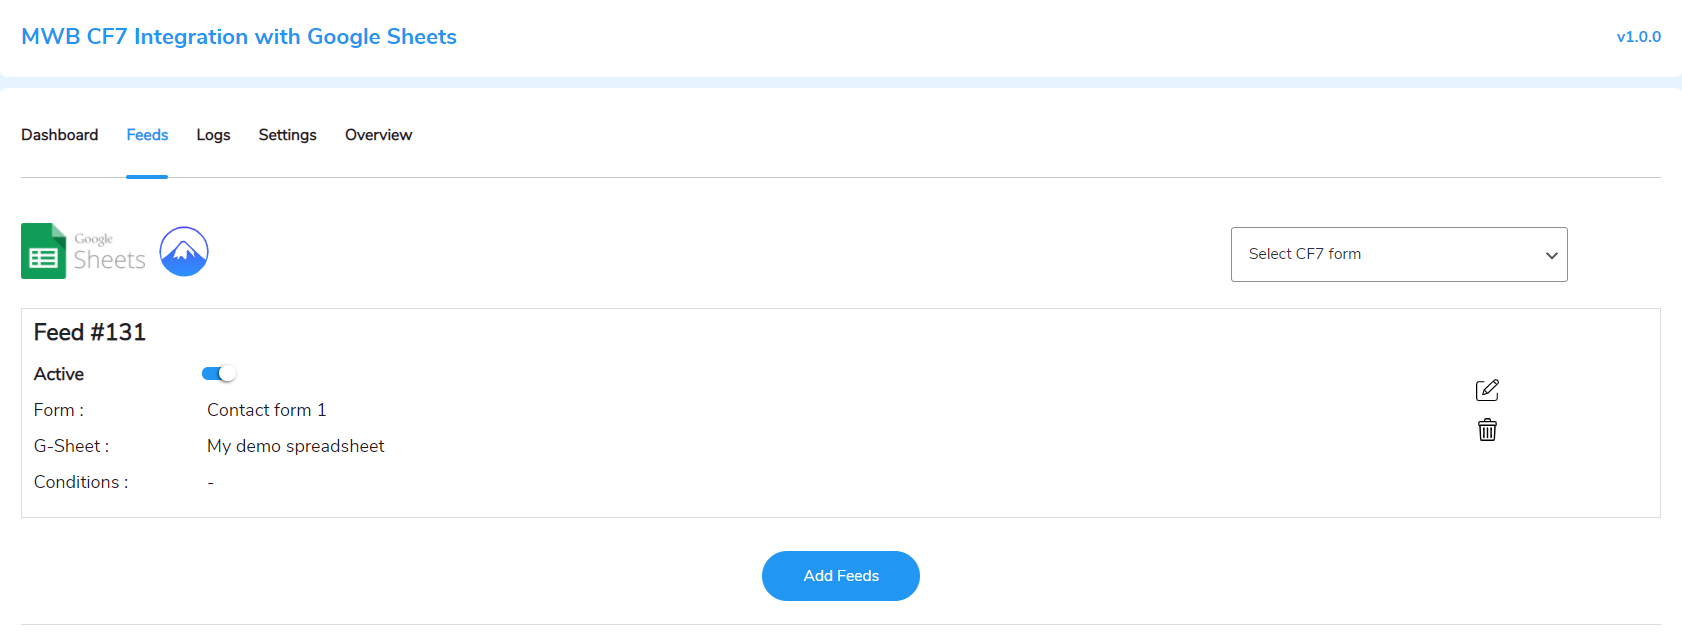 MWB CF7 Integration with Google Sheets
v1.0.0
Dashboard Feeds Logs Settings Overview
Google
Sheets
Select CF7 form
Feed #131
Active
Form : Contact form 1
G-Sheet : My demo spreadsheet
Conditions : -
Add Feeds